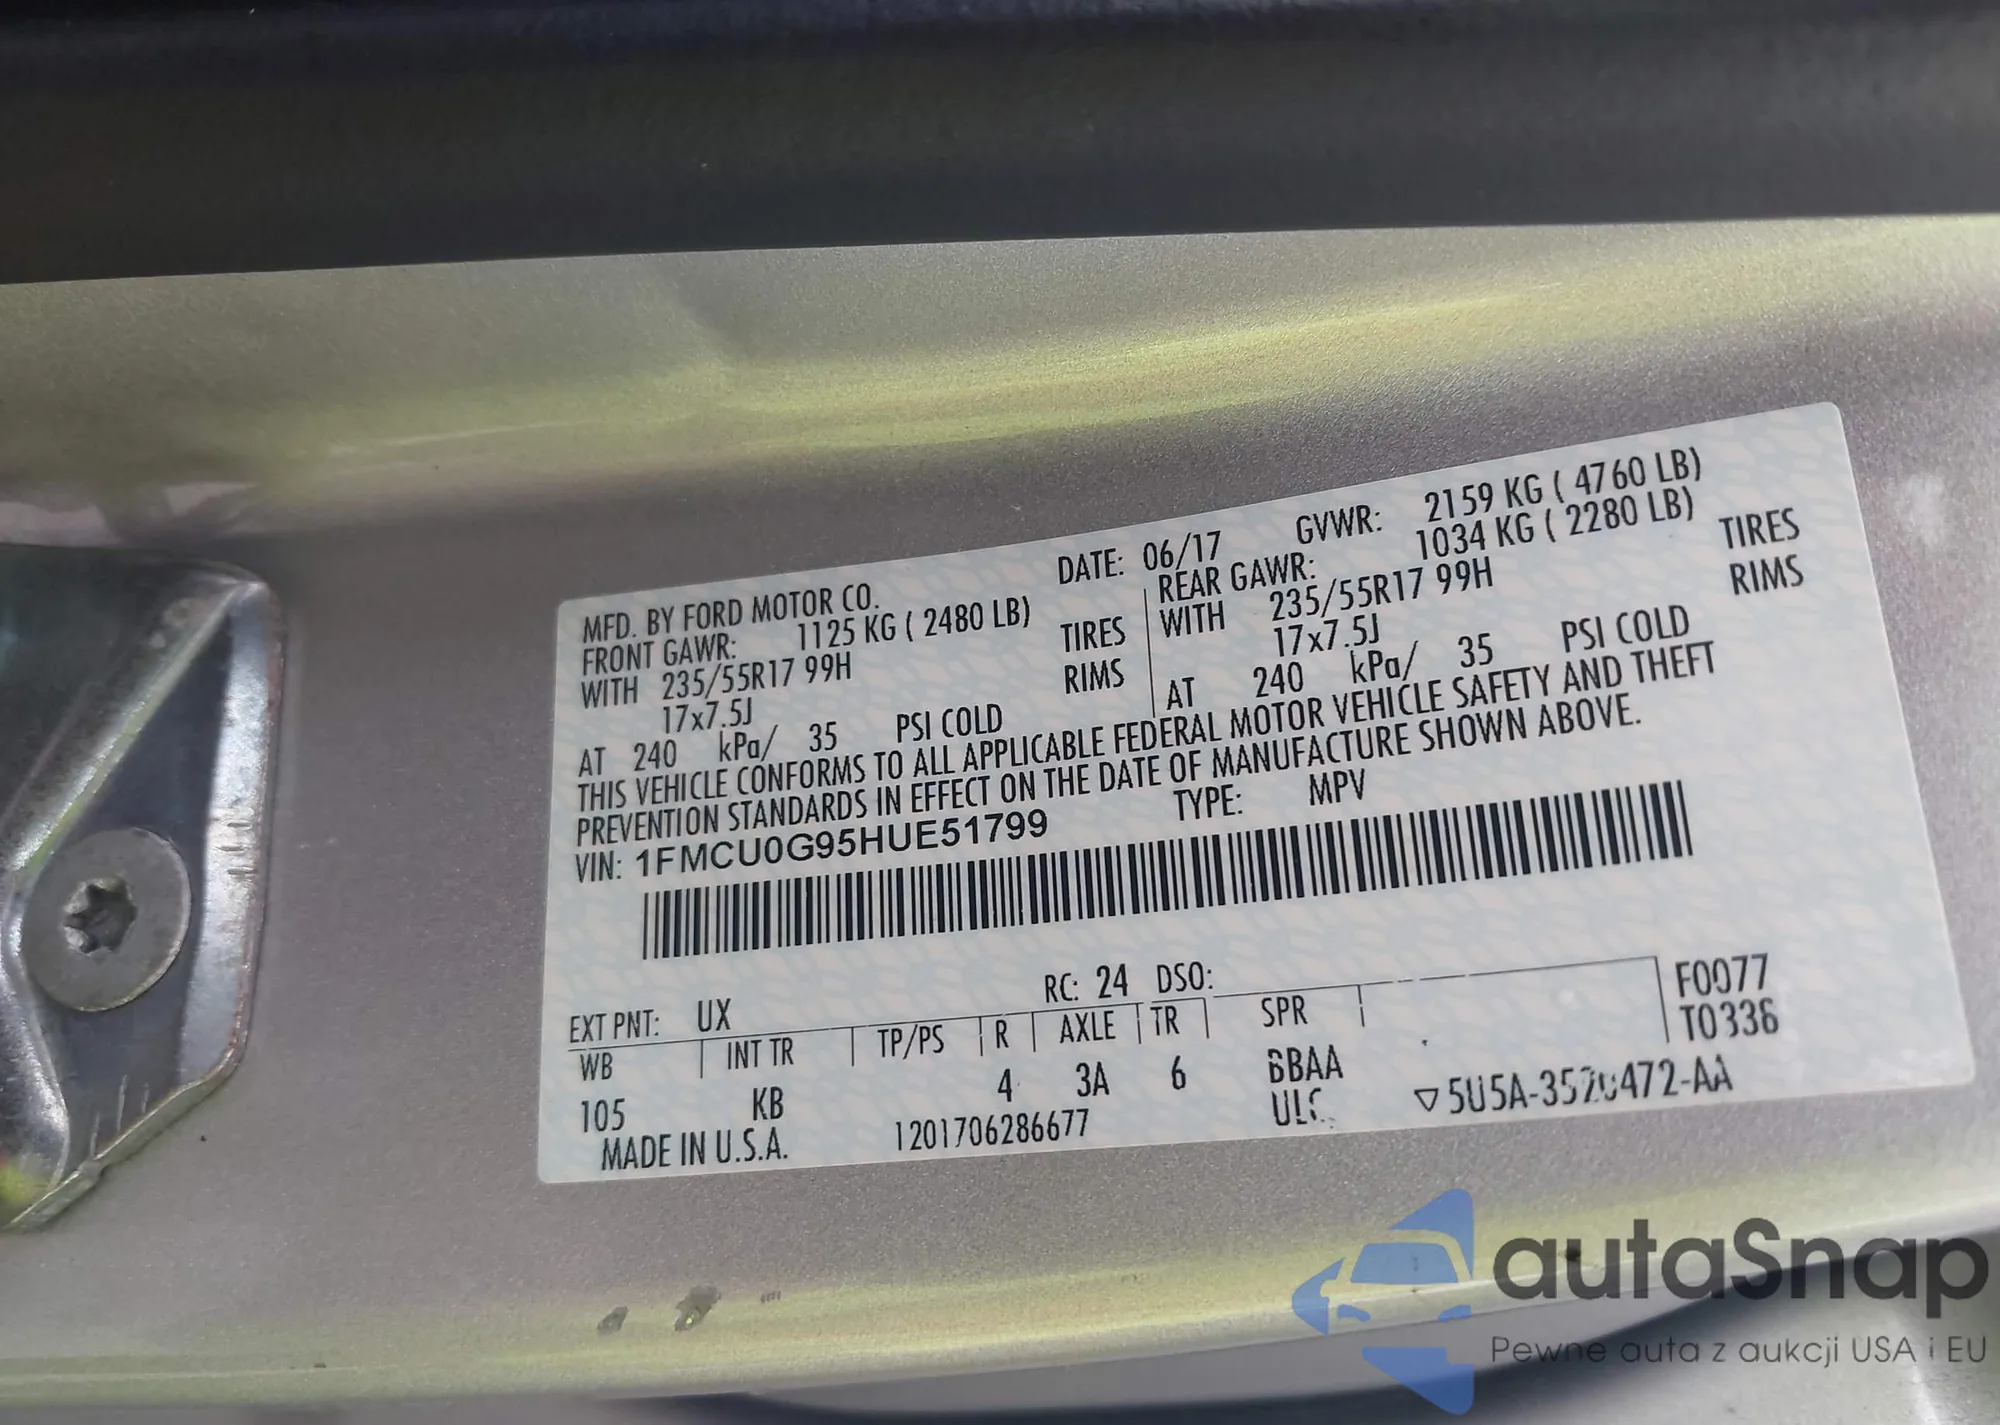 MFD. BY FORD MOTOR CO. DATE: 06/17 GVWR: 2159 KG ( 4760 LB)
FRONT GAWR: 1125 KG ( 2480 LB) REAR GAWR: 1034 KG ( 2280 LB)
WITH 235/55R17 99H TIRES WITH 235/55R17 99H TIRES
17x7.5J RIMS 17x7.5J RIMS
AT 240 kPa/ 35 PSI COLD AT 240 kPa/ 35 PSI COLD
THIS VEHICLE CONFORMS TO ALL APPLICABLE FEDERAL MOTOR VEHICLE SAFETY AND THEFT
PREVENTION STANDARDS IN EFFECT ON THE DATE OF MANUFACTURE SHOWN ABOVE.
VIN: 1FMCU0G95HUE51799 TYPE: MPV
EXT PNT: UX RC: 24 DSO: F0077
WB INT TR TP/PS R AXLE TR SPR T0336
105 KB 4 3A 6 BBAA
MADE IN U.S.A. 1201706286677 ▽5U5A-3520472-AA
autaSnap
Pewne auta z aukcji USA i EU